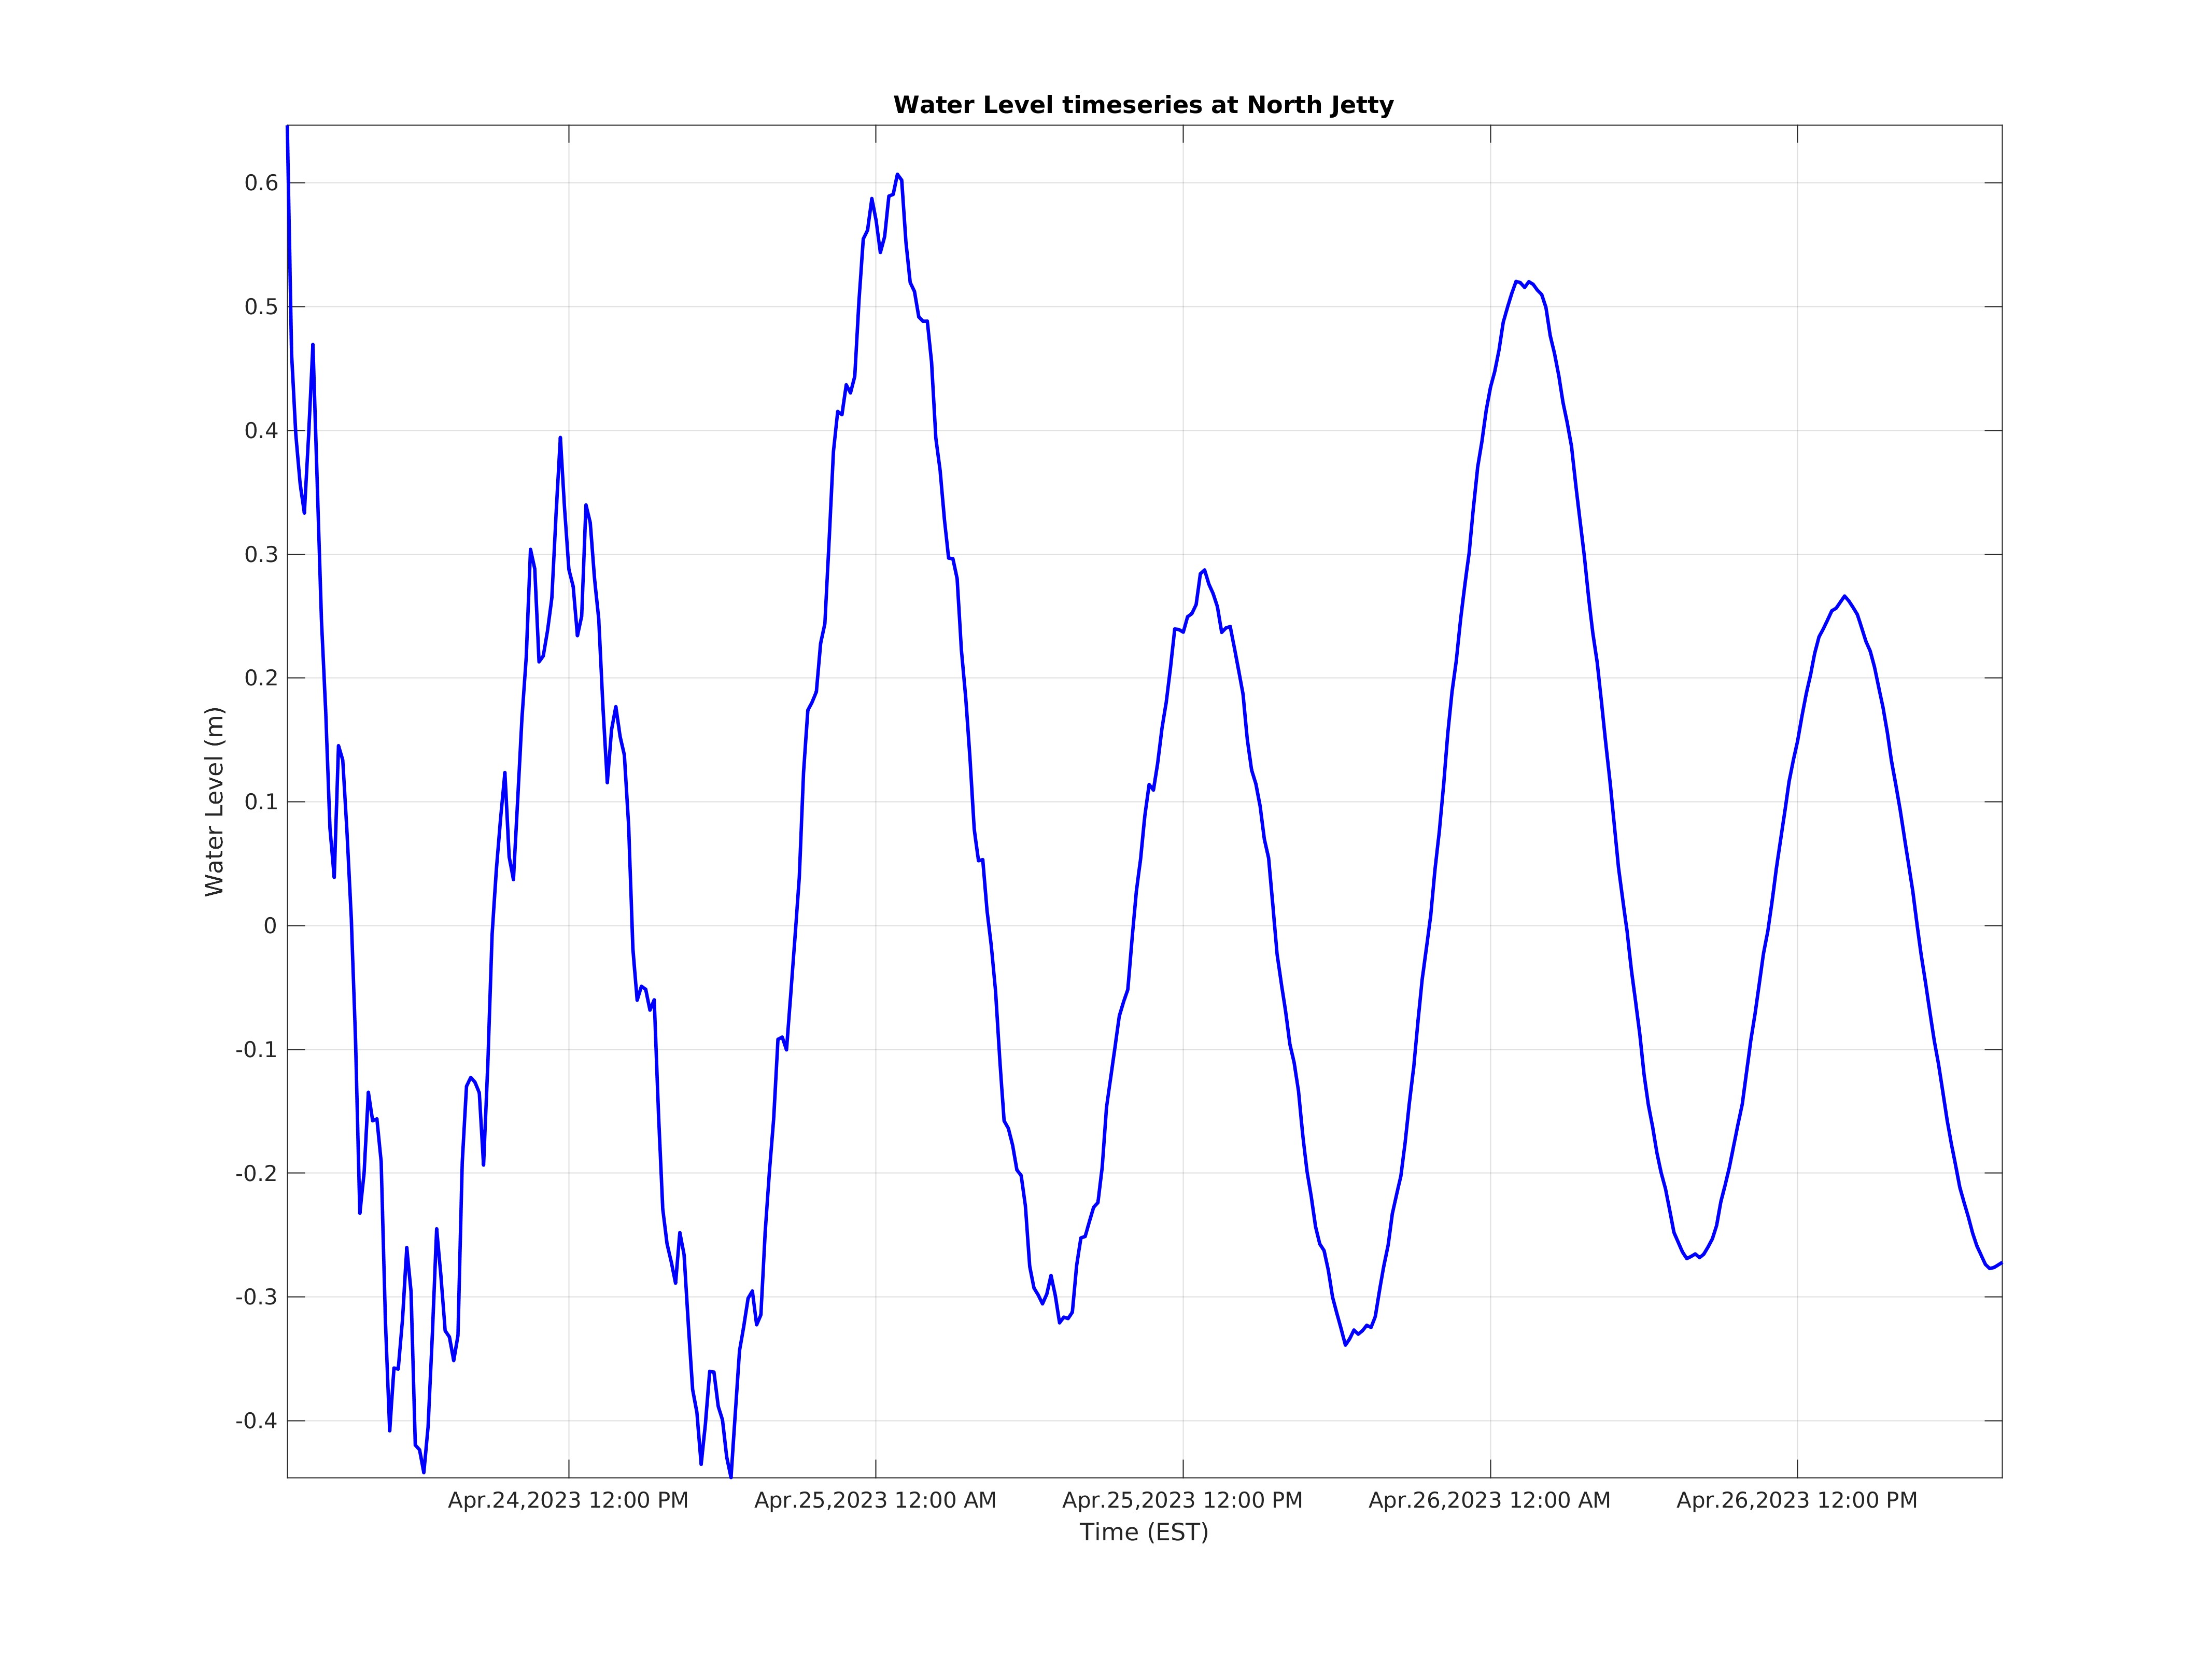 Water Level timeseries at North Jetty
0.6
0.5
0.4
0.3
0.2
0.1
0
-0.1
-0.2
-0.3
-0.4
Water Level (m)
Apr.24,2023 12:00 PM
Apr.25,2023 12:00 AM
Apr.25,2023 12:00 PM
Apr.26,2023 12:00 AM
Apr.26,2023 12:00 PM
Time (EST)